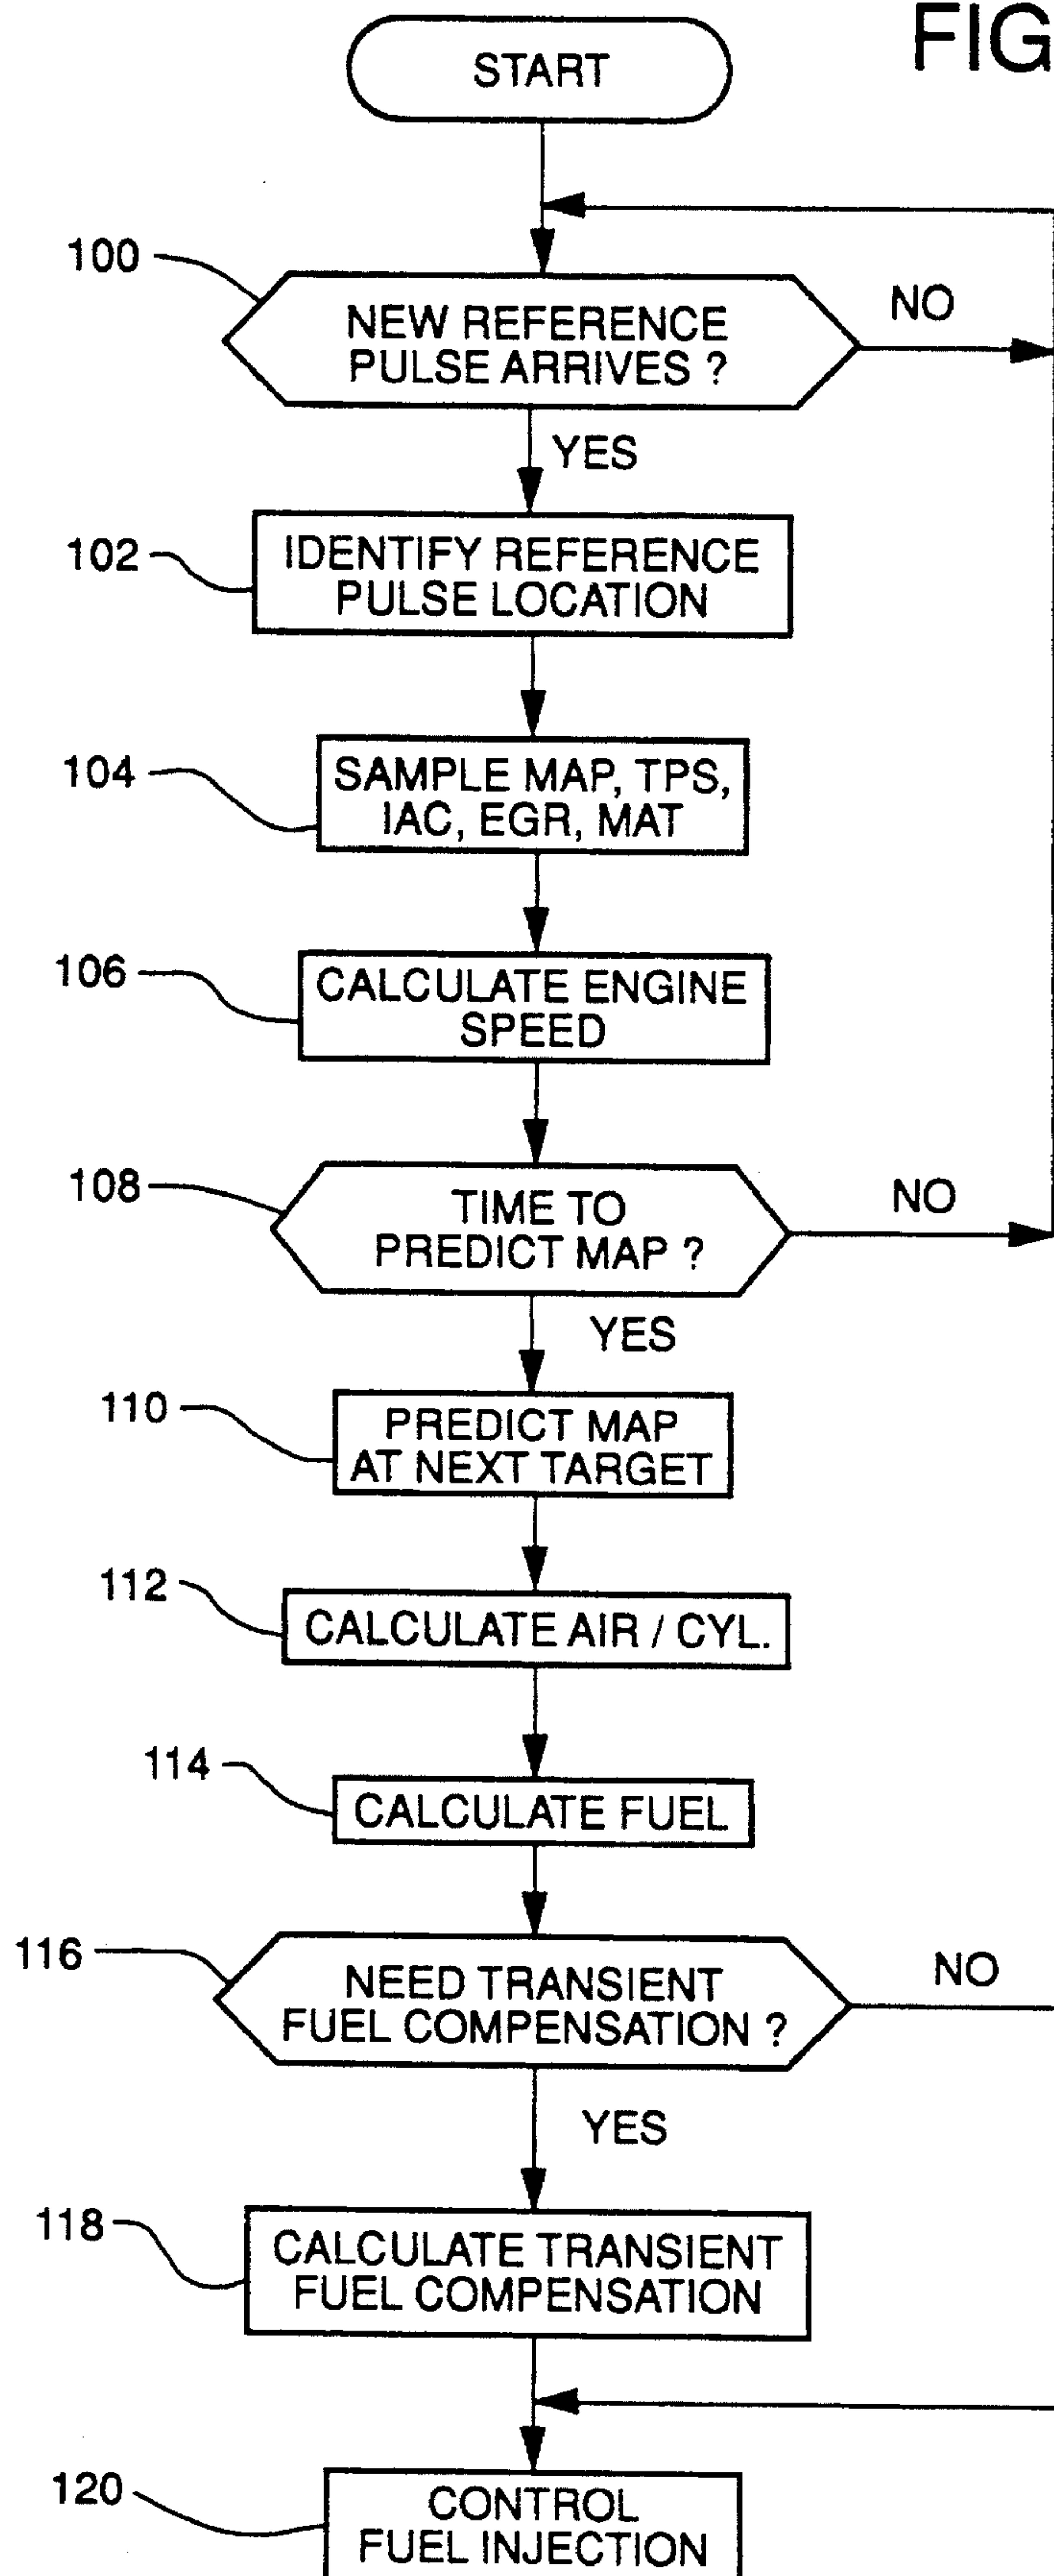 FIG
START
100
NEW REFERENCE
PULSE ARRIVES ?
NO
YES
102
IDENTIFY REFERENCE
PULSE LOCATION
104
SAMPLE MAP, TPS,
IAC, EGR, MAT
106
CALCULATE ENGINE
SPEED
108
TIME TO
PREDICT MAP ?
NO
YES
110
PREDICT MAP
AT NEXT TARGET
112
CALCULATE AIR / CYL.
114
CALCULATE FUEL
116
NEED TRANSIENT
FUEL COMPENSATION ?
NO
YES
118
CALCULATE TRANSIENT
FUEL COMPENSATION
120
CONTROL
FUEL INJECTION